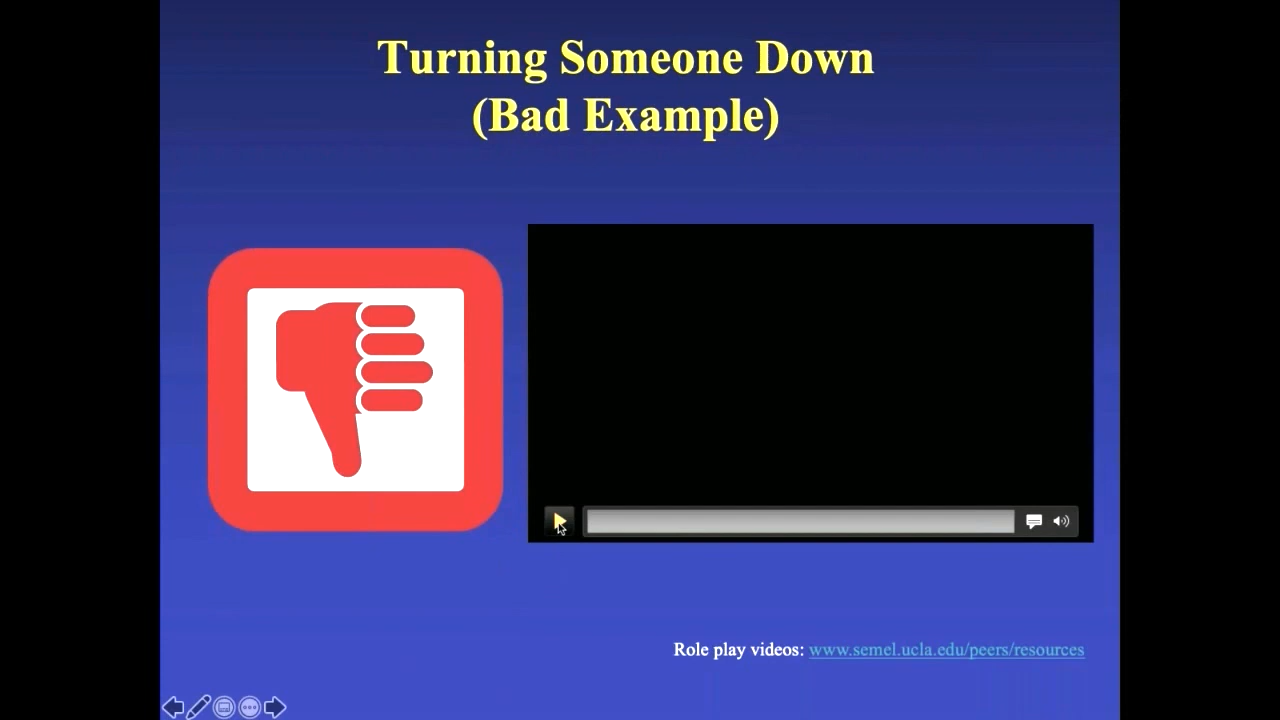 Turning Someone Down
(Bad Example)
Role play videos: www.semel.ucla.edu/peers/resources